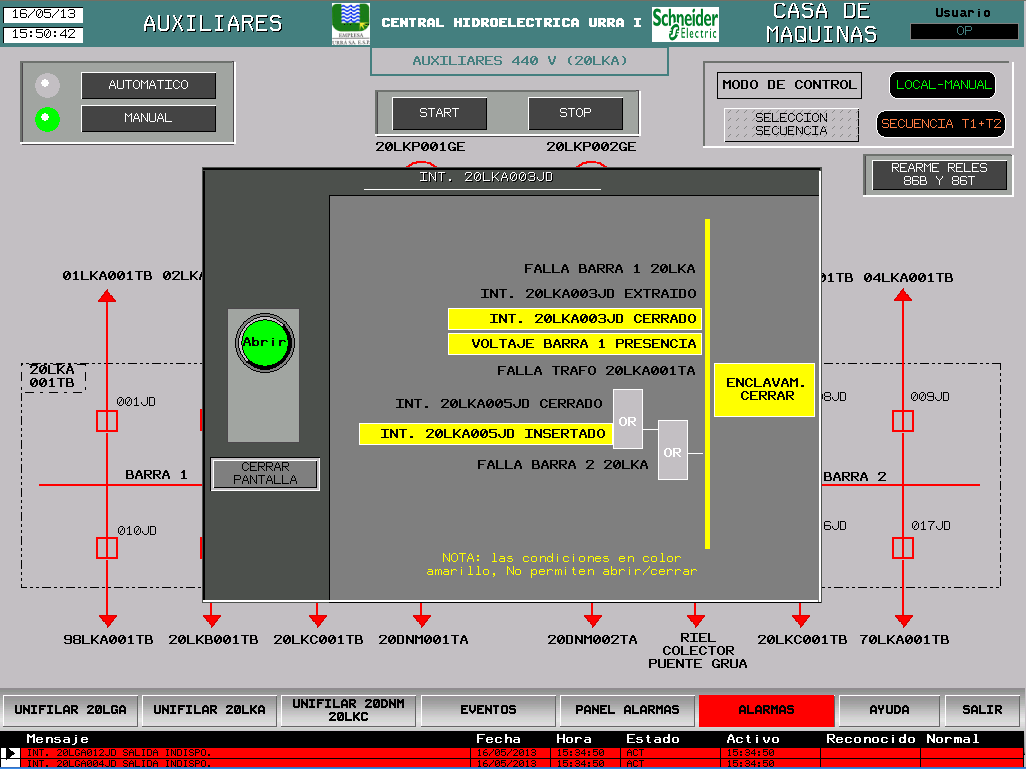 16/05/13
15:50:42
AUXILIARES
EMPRESA
URRA S.A E.S.P
CENTRAL HIDROELECTRICA URRA I
Schneider
Electric
CASA DE
MAQUINAS
Usuario
OP
AUXILIARES 440 V (20LKA)
AUTOMATICO
MANUAL
START
STOP
MODO DE CONTROL
LOCAL-MANUAL
SELECCION
SECUENCIA
SECUENCIA T1+T2
20LKP001GE
20LKP002GE
REARME RELES
86B Y 86T
INT. 20LKA003JD
01LKA001TB
02LKA
01TB
04LKA001TB
FALLA BARRA 1 20LKA
INT. 20LKA003JD EXTRAIDO
INT. 20LKA003JD CERRADO
VOLTAJE BARRA 1 PRESENCIA
FALLA TRAFO 20LKA001TA
INT. 20LKA005JD CERRADO
INT. 20LKA005JD INSERTADO
FALLA BARRA 2 20LKA
OR
OR
ENCLAVAM.
CERRAR
Abrir
CERRAR
PANTALLA
20LKA
001TB
001JD
BARRA 1
010JD
8JD
009JD
BARRA 2
6JD
017JD
NOTA: las condiciones en color
amarillo, No permiten abrir/cerrar
98LKA001TB
20LKB001TB
20LKC001TB
20DNM001TA
20DNM002TA
RIEL
COLECTOR
PUENTE GRUA
20LKC001TB
70LKA001TB
UNIFILAR 20LGA
UNIFILAR 20LKA
UNIFILAR 20DNM
20LKC
EVENTOS
PANEL ALARMAS
ALARMAS
AYUDA
SALIR
Mensaje Fecha Hora Estado Activo Reconocido Normal
INT. 20LGA012JD SALIDA INDISPO. 16/05/2013 15:34:50 ACT 15:34:50
INT. 20LGA004JD SALIDA INDISPO. 16/05/2013 15:34:50 ACT 15:34:50